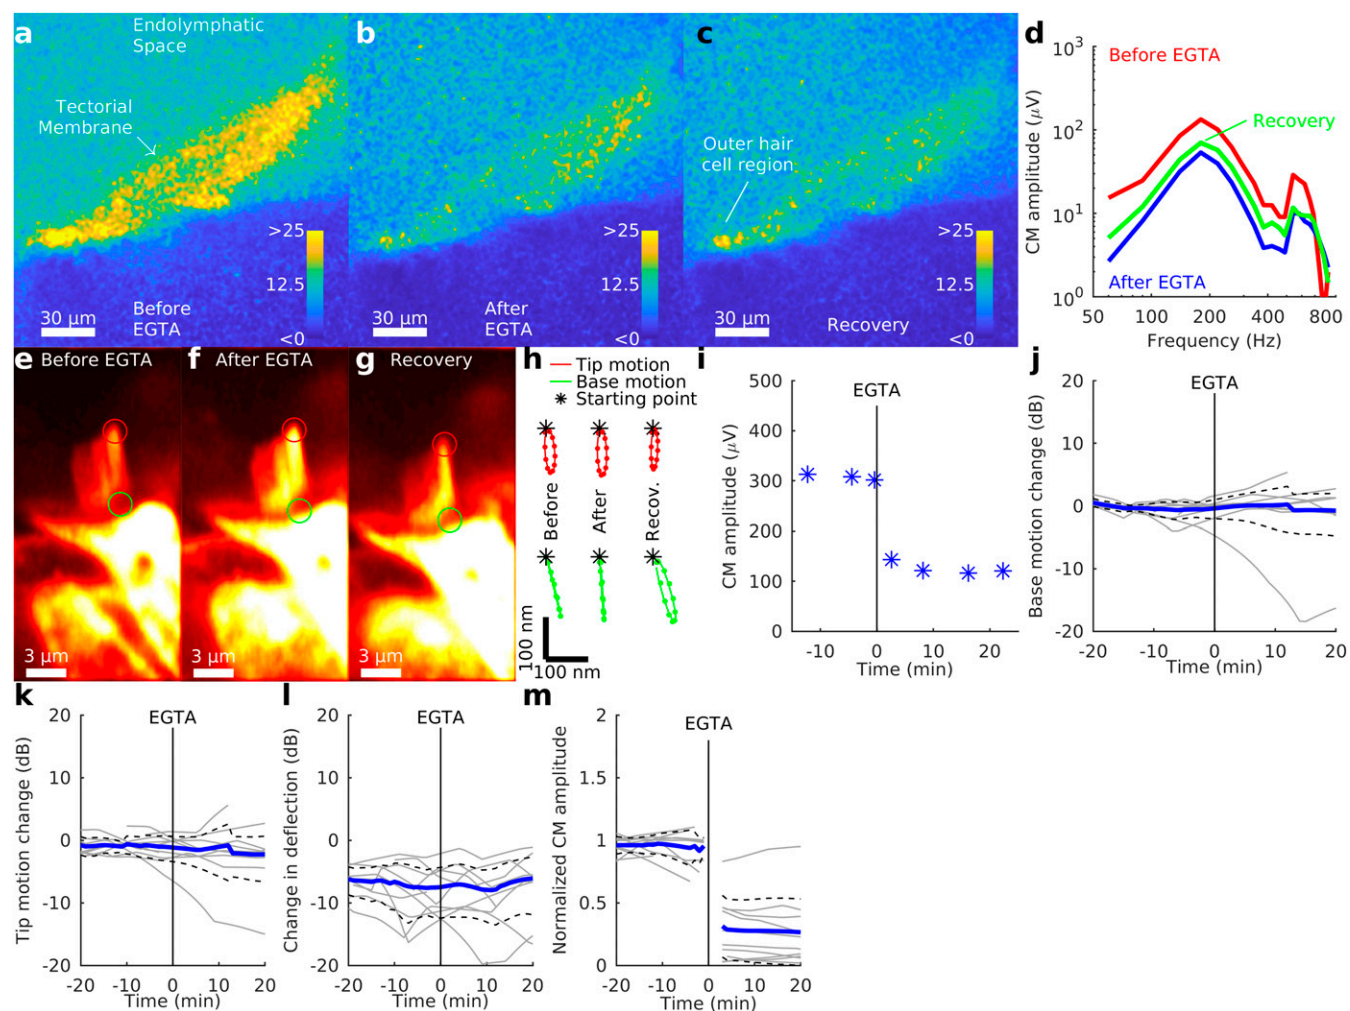 a
Endolymphatic
Space
Tectorial
Membrane
>25
12.5
<0
30 μm
Before
EGTA
b
>25
12.5
<0
30 μm
After
EGTA
c
Outer hair
cell region
>25
12.5
<0
30 μm
Recovery
d
CM amplitude (μV)
10³
10²
10¹
10⁰
Before EGTA
Recovery
After EGTA
50 100 200 400 800
Frequency (Hz)
e Before EGTA
3 μm
f After EGTA
3 μm
g Recovery
3 μm
h
Tip motion
Base motion
Starting point
Before
After
Recov.
100 nm
100 nm
i
EGTA
CM amplitude (μV)
500
400
300
200
100
0
-10 0 10 20
Time (min)
j
EGTA
Base motion change (dB)
20
10
0
-10
-20
-20 -10 0 10 20
Time (min)
k
EGTA
Tip motion change (dB)
20
10
0
-10
-20
-20 -10 0 10 20
Time (min)
l
EGTA
Change in deflection (dB)
20
10
0
-10
-20
-20 -10 0 10 20
Time (min)
m
EGTA
Normalized CM amplitude
2
1.5
1
0.5
0
-20 -10 0 10 20
Time (min)